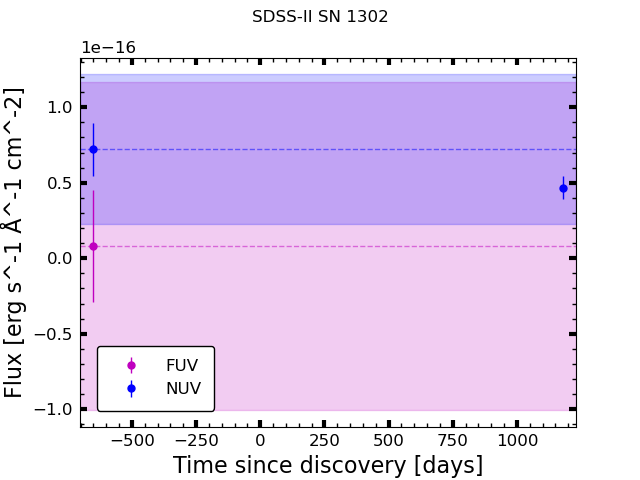 SDSS-II SN 1302
1e−16
1.0
0.5
0.0
−0.5
−1.0
Flux [erg s^-1 Å^-1 cm^-2]
FUV
NUV
−500 −250 0 250 500 750 1000
Time since discovery [days]